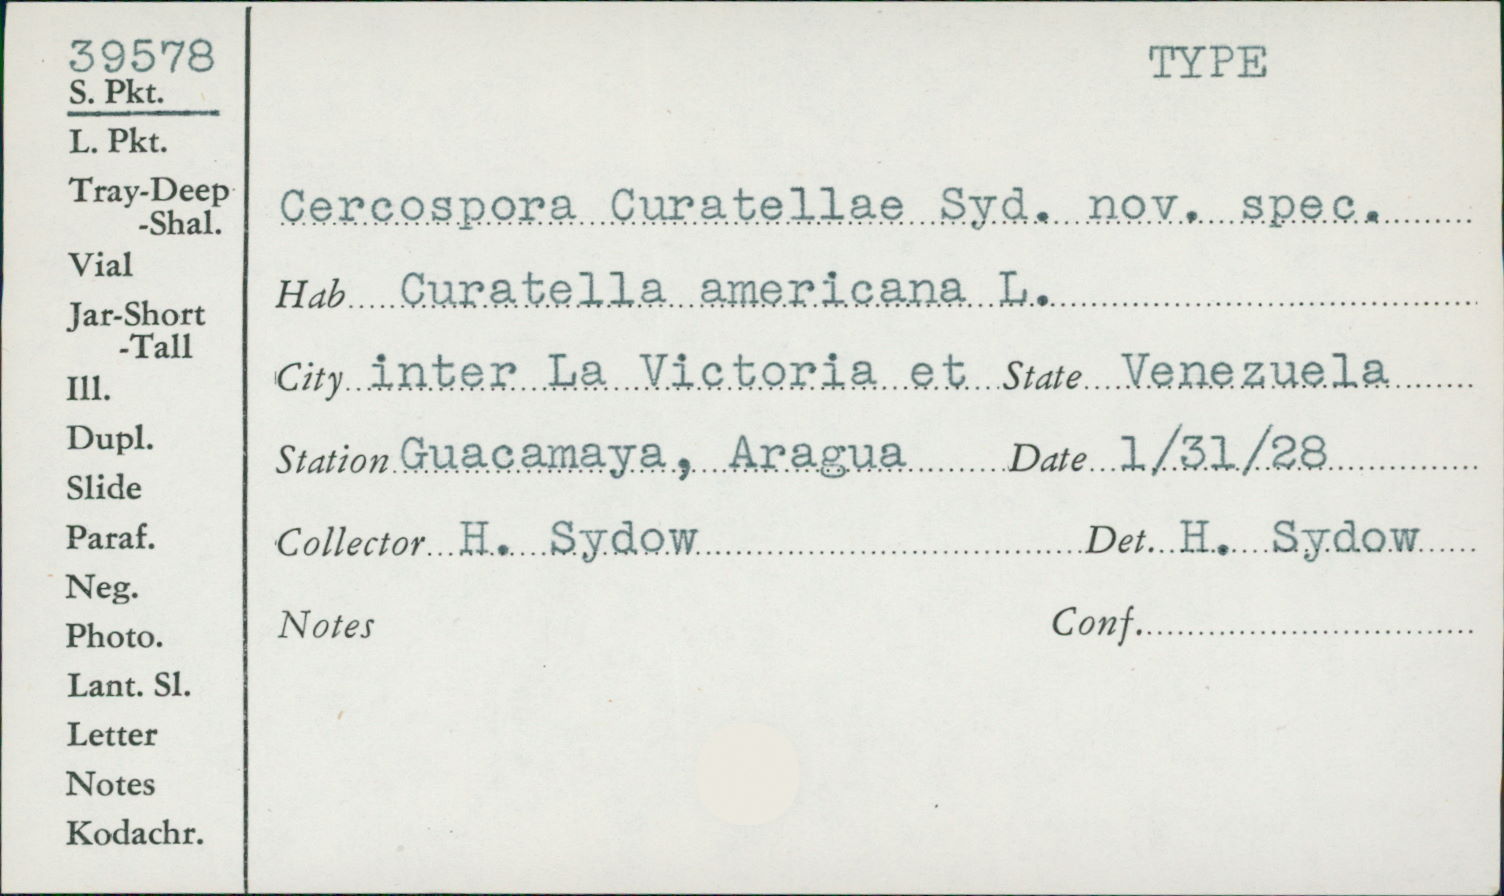 39578
S. Pkt.
L. Pkt.
Tray-Deep
-Shal.
Vial
Jar-Short
-Tall
Ill.
Dupl.
Slide
Paraf.
Neg.
Photo.
Lant. Sl.
Letter
Notes
Kodachr.
TYPE
Cercospora Curatellae Syd. nov. spec.
Hab Curatella americana L.
City inter La Victoria et State Venezuela
Station Guacamaya, Aragua Date 1/31/28
Collector H. Sydow Det. H. Sydow
Notes Conf.